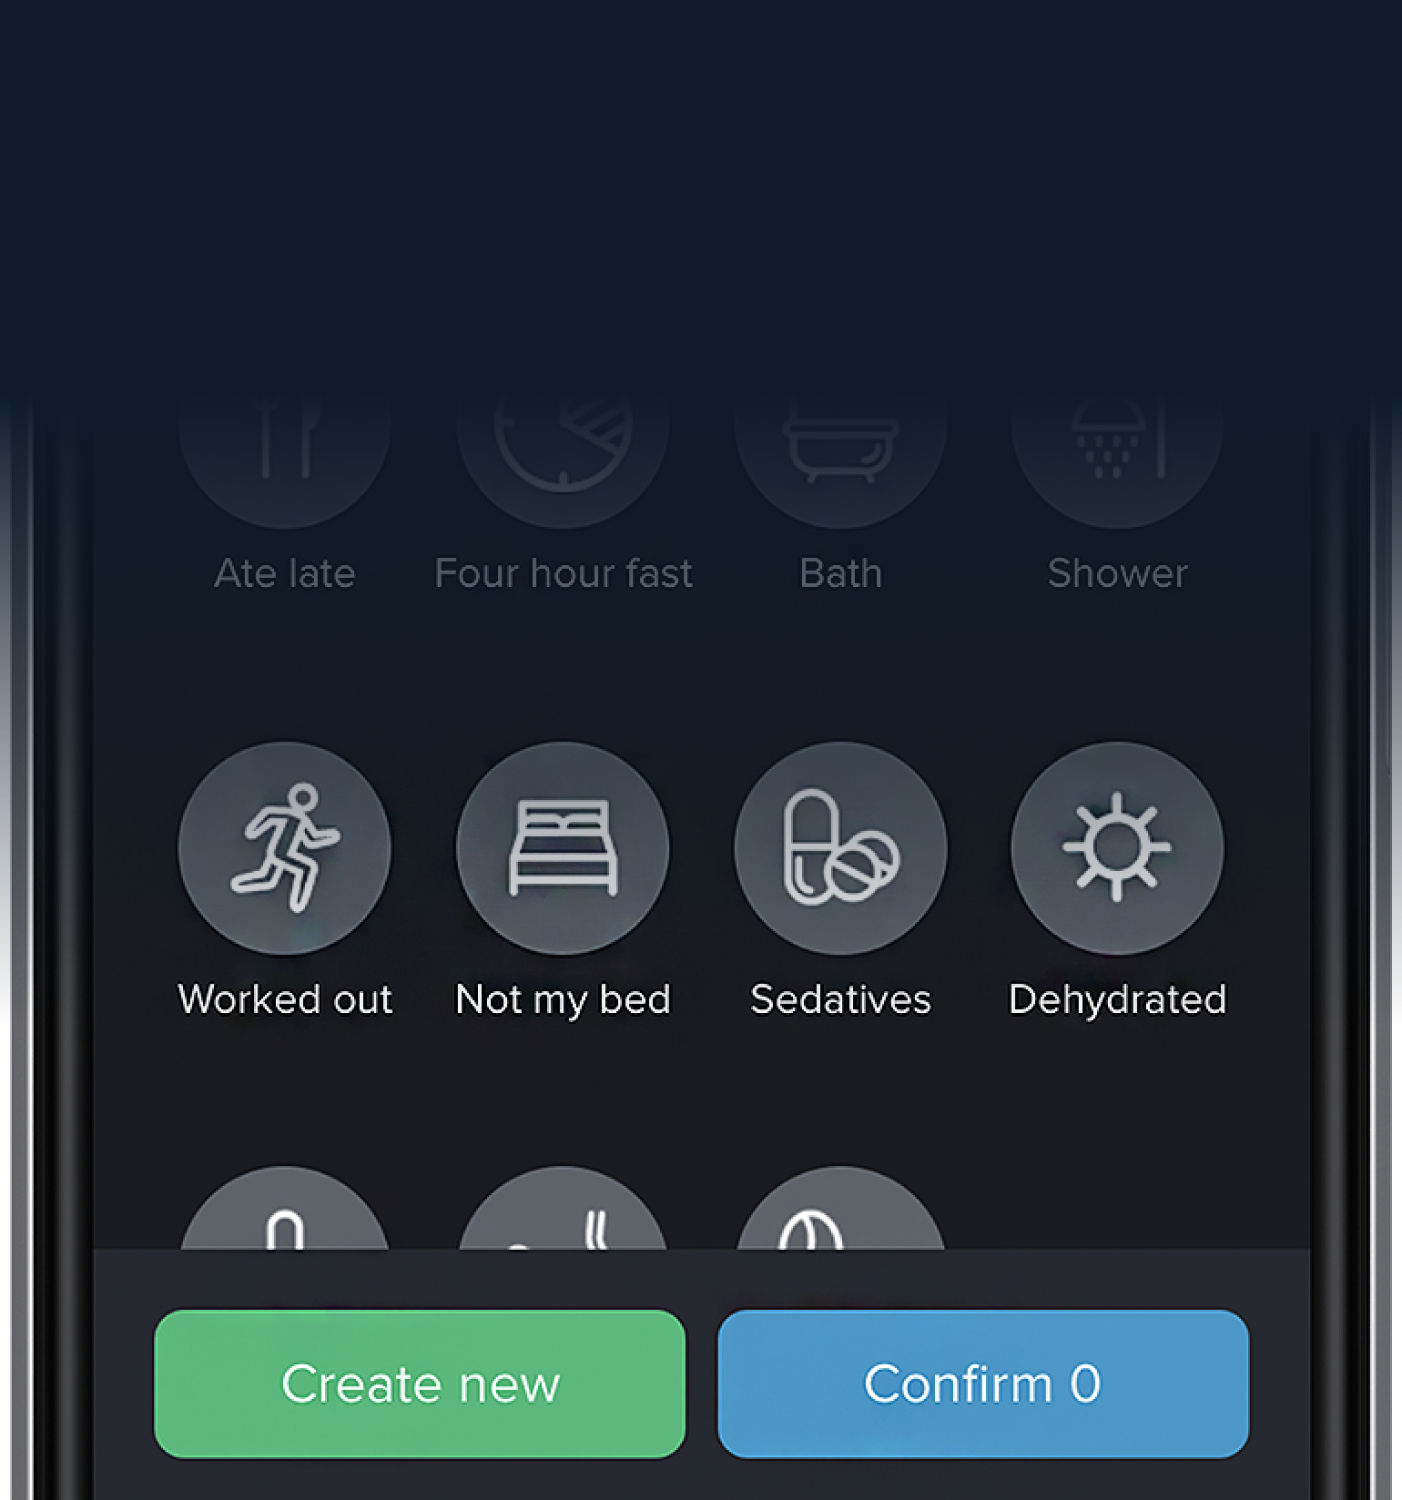 Ate late Four hour fast Bath Shower
Worked out Not my bed Sedatives Dehydrated
Create new Confirm 0